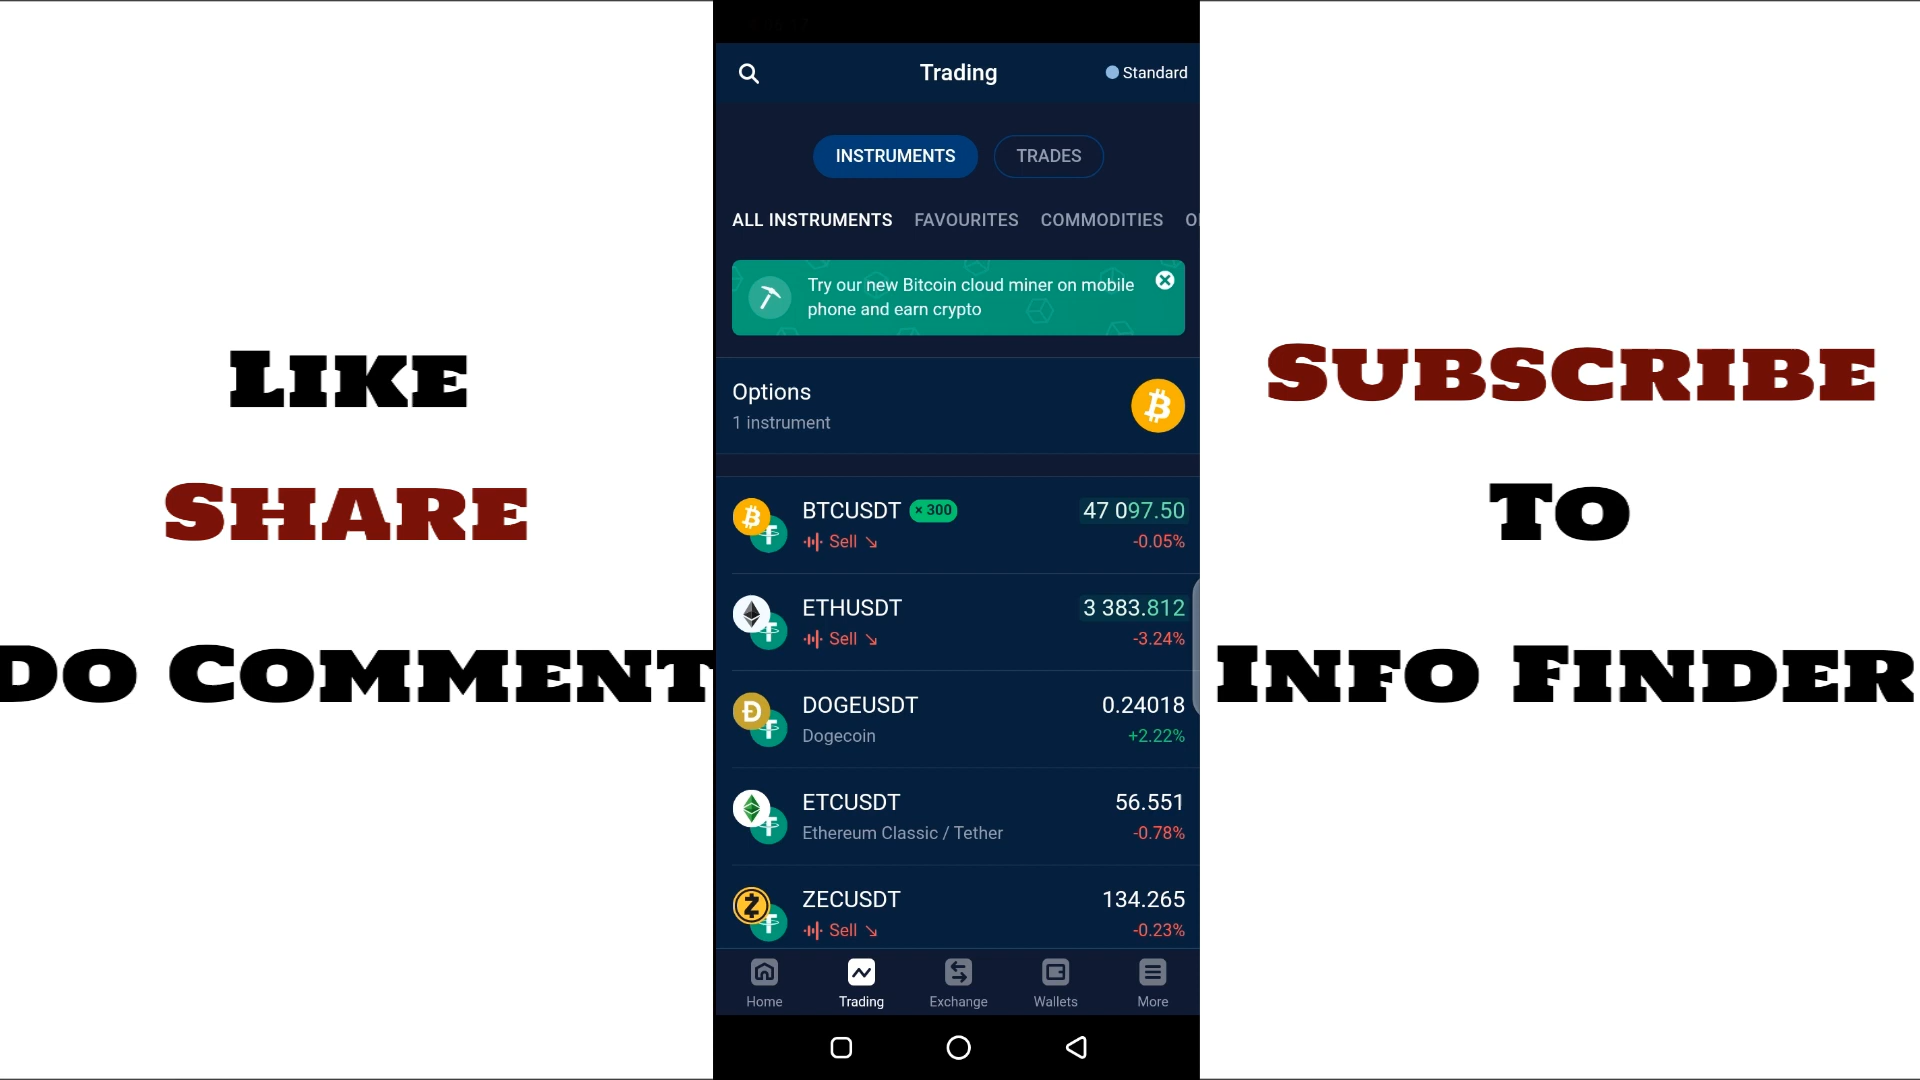 LIKE
SHARE
DO COMMENT
Trading
Standard
INSTRUMENTS
TRADES
ALL INSTRUMENTS
FAVOURITES
COMMODITIES
Try our new Bitcoin cloud miner on mobile
phone and earn crypto
Options
1 instrument
BTCUSDT × 300 47 097.50
Sell ↘ -0.05%
ETHUSDT 3 383.812
Sell ↘ -3.24%
DOGEUSDT 0.24018
Dogecoin +2.22%
ETCUSDT 56.551
Ethereum Classic / Tether -0.78%
ZECUSDT 134.265
Sell ↘ -0.23%
Home
Trading
Exchange
Wallets
More
SUBSCRIBE
TO
INFO FINDER